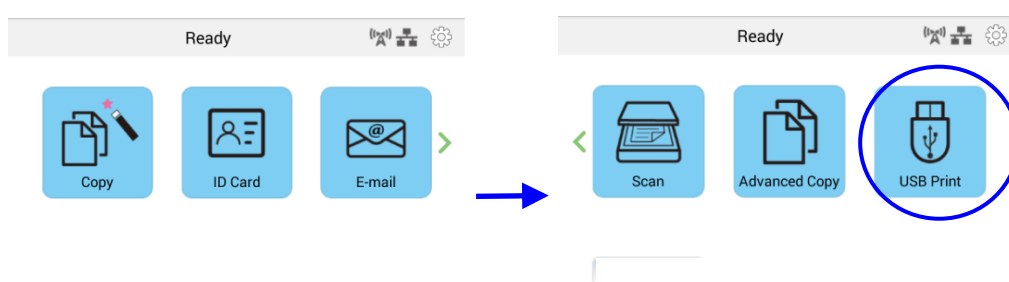 Ready
Copy
ID Card
E-mail
Ready
Scan
Advanced Copy
USB Print